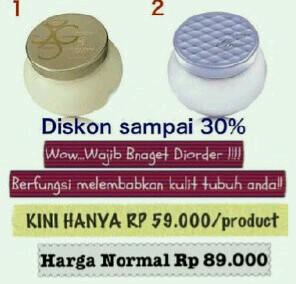 1 2
Diskon sampai 30%
Wow...Wajib Bnaget Diorder !!!!
Berfungsi melembabkan kulit tubuh anda!!
KINI HANYA RP 59.000/product
Harga Normal Rp 89.000